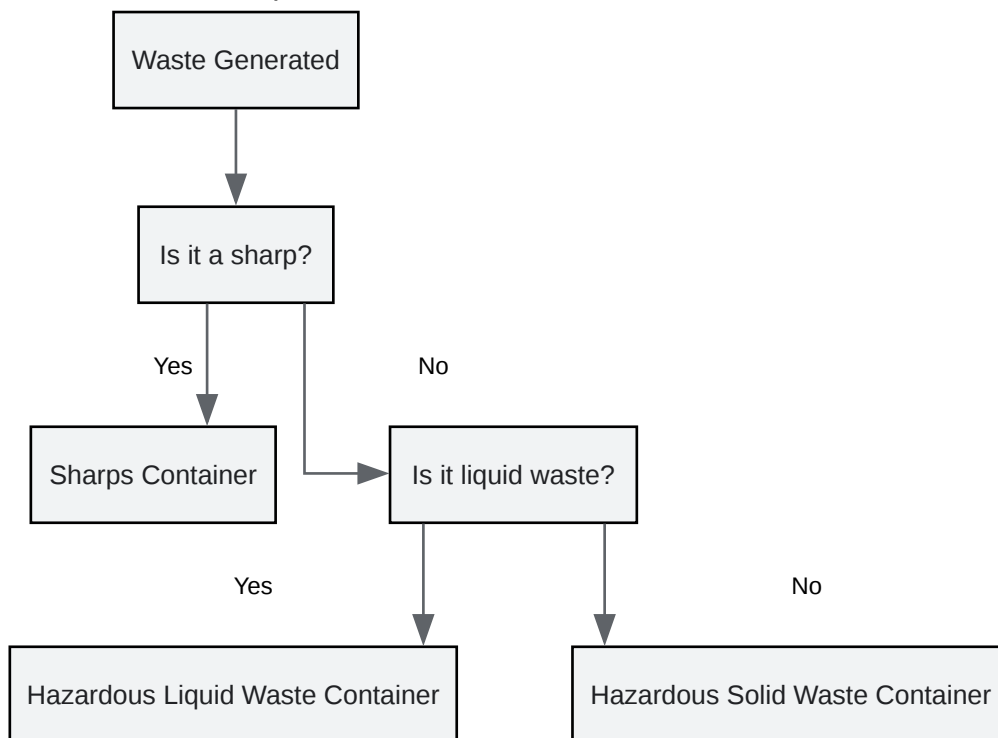 Waste Generated
Is it a sharp?
Yes
No
Sharps Container
Is it liquid waste?
Yes
No
Hazardous Liquid Waste Container
Hazardous Solid Waste Container